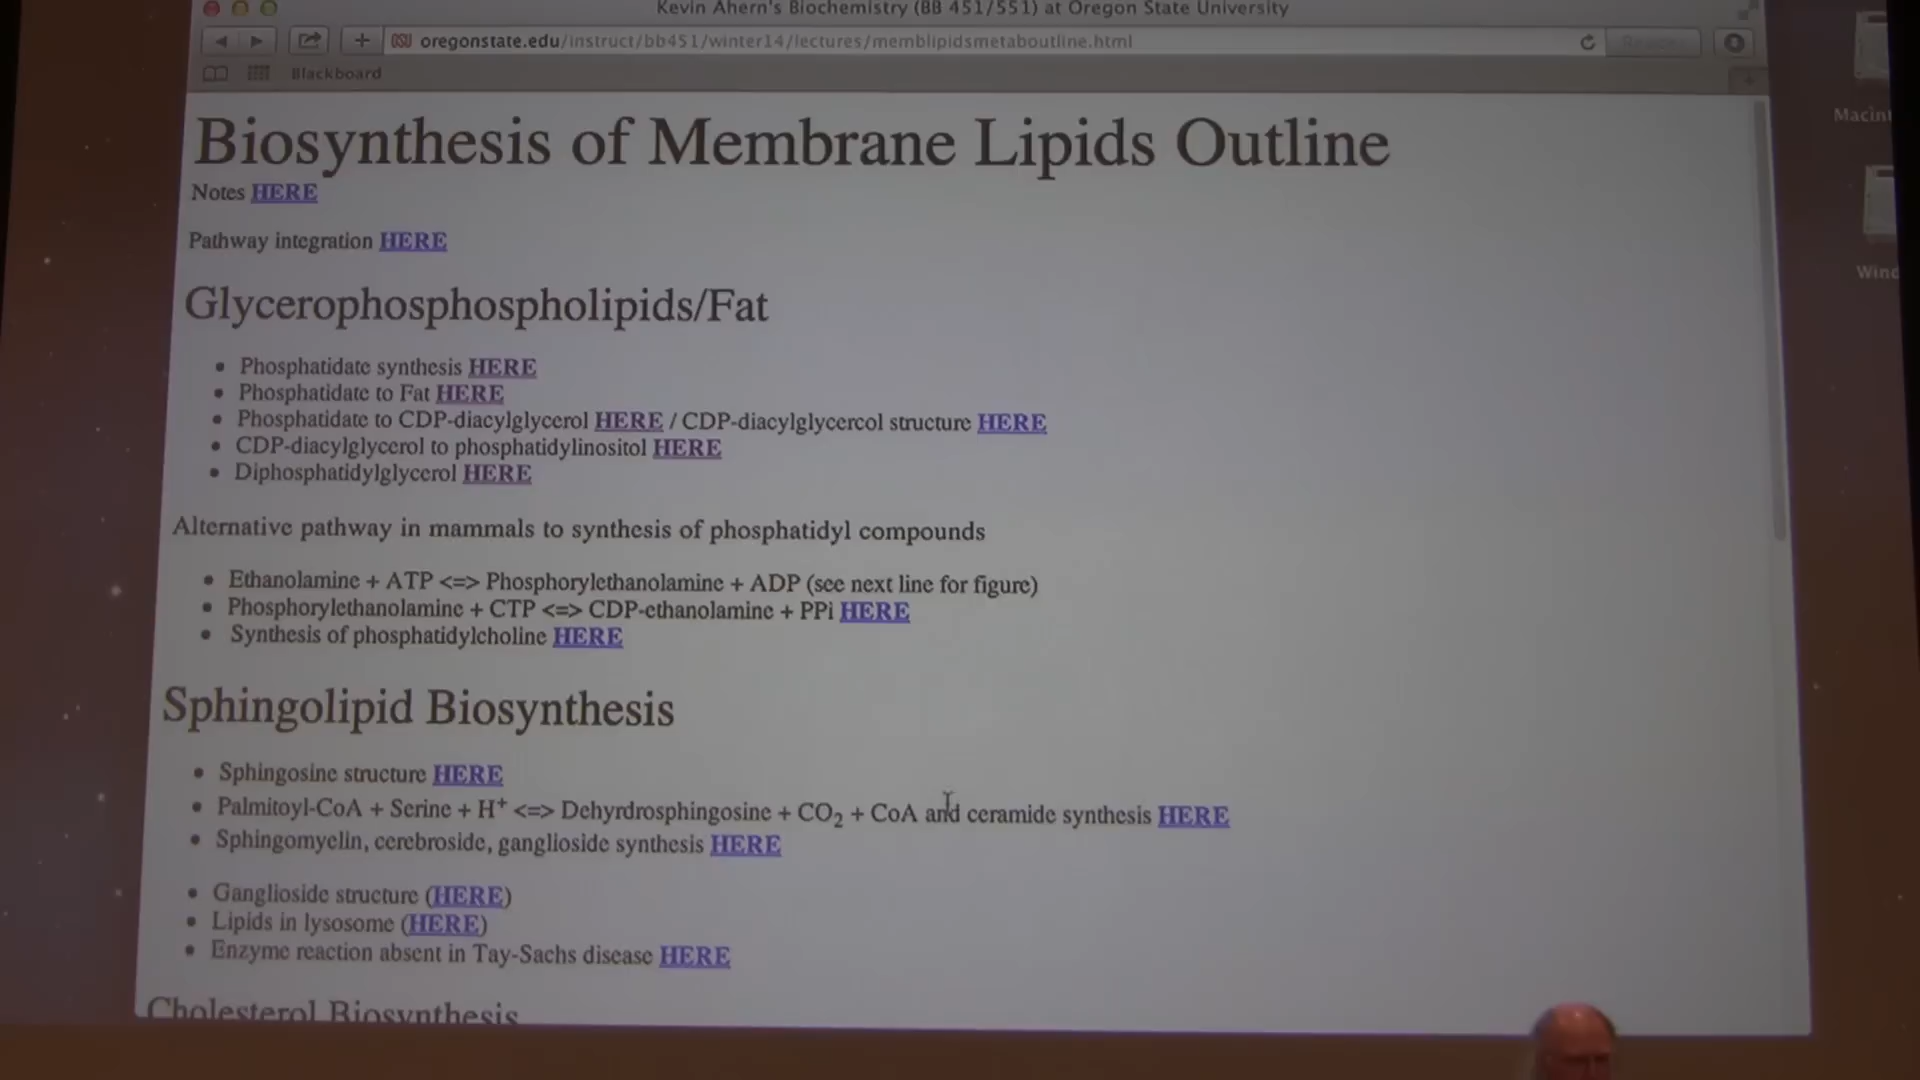 Kevin Ahern's Biochemistry (BB 451/551) at Oregon State University
OSU oregonstate.edu/instruct/bb451/winter14/lectures/memblipidsmetaboutline.html
Blackboard
Biosynthesis of Membrane Lipids Outline
Notes HERE
Pathway integration HERE
Glycerophosphospholipids/Fat
• Phosphatidate synthesis HERE
• Phosphatidate to Fat HERE
• Phosphatidate to CDP-diacylglycerol HERE / CDP-diacylglycercol structure HERE
• CDP-diacylglycerol to phosphatidylinositol HERE
• Diphosphatidylglycerol HERE
Alternative pathway in mammals to synthesis of phosphatidyl compounds
• Ethanolamine + ATP <=> Phosphorylethanolamine + ADP (see next line for figure)
• Phosphorylethanolamine + CTP <=> CDP-ethanolamine + PPi HERE
• Synthesis of phosphatidylcholine HERE
Sphingolipid Biosynthesis
• Sphingosine structure HERE
• Palmitoyl-CoA + Serine + H⁺ <=> Dehyrdrosphingosine + CO₂ + CoA and ceramide synthesis HERE
• Sphingomyelin, cerebroside, ganglioside synthesis HERE
• Ganglioside structure (HERE)
• Lipids in lysosome (HERE)
• Enzyme reaction absent in Tay-Sachs disease HERE
Cholesterol Biosynthesis
Macint
Wind